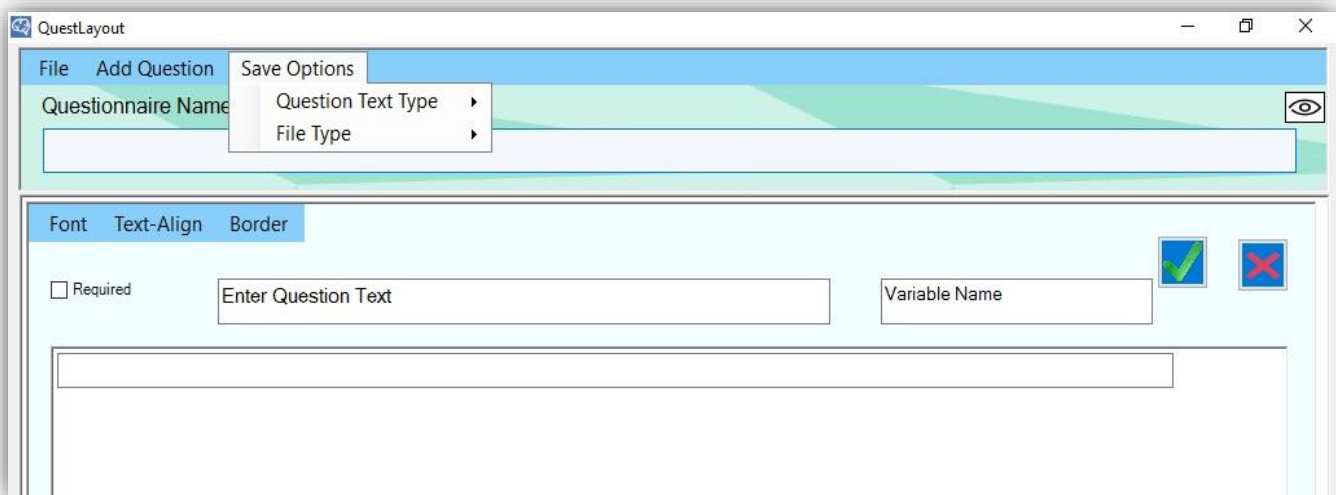 QuestLayout
File Add Question Save Options
Questionnaire Name
Question Text Type
File Type
Font Text-Align Border
Required
Enter Question Text
Variable Name